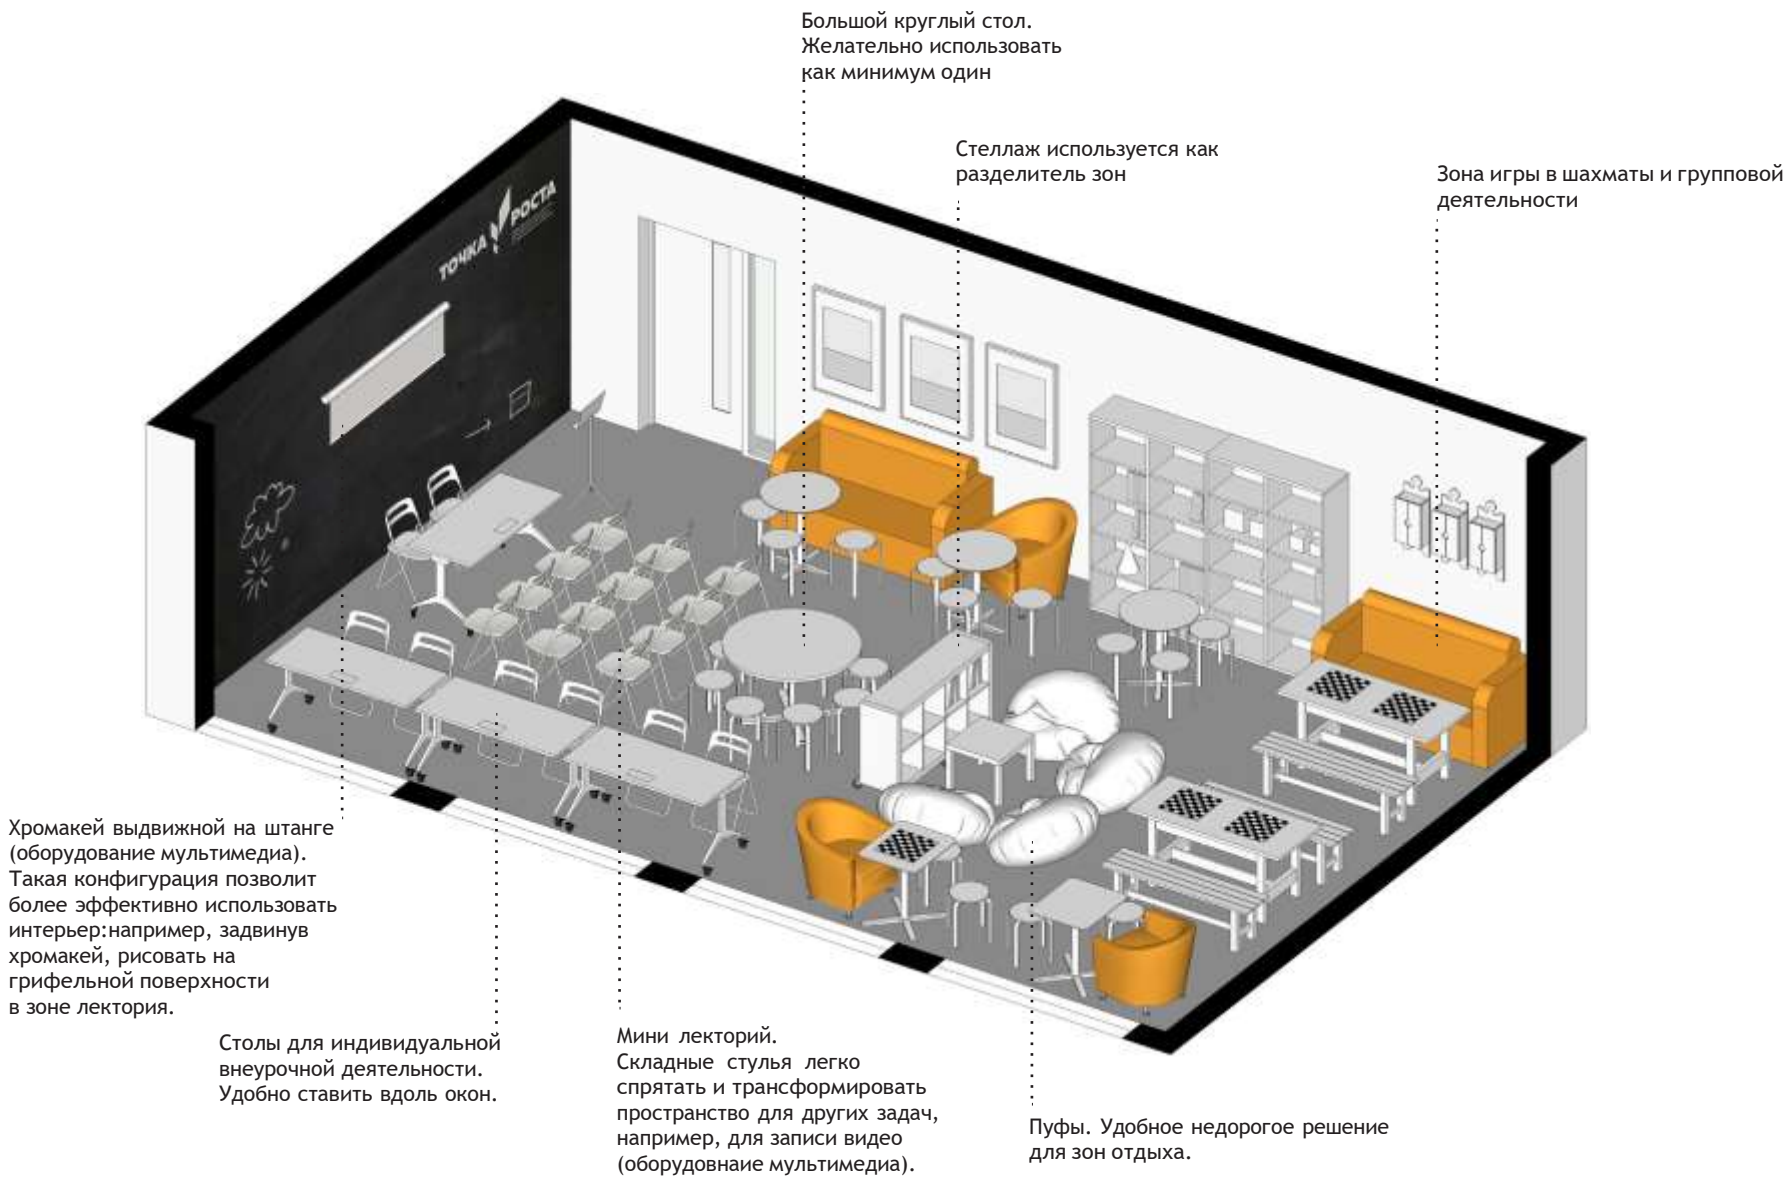 Большой круглый стол.
Желательно использовать
как минимум один
Стеллаж используется как
разделитель зон
Зона игры в шахматы и групповой
деятельности
ТОЧКА РОСТА
Хромакей выдвижной на штанге
(оборудование мультимедиа).
Такая конфигурация позволит
более эффективно использовать
интерьер:например, задвинув
хромакей, рисовать на
грифельной поверхности
в зоне лектория.
Столы для индивидуальной
внеурочной деятельности.
Удобно ставить вдоль окон.
Мини лекторий.
Складные стулья легко
спрятать и трансформировать
пространство для других задач,
например, для записи видео
(оборудовнаие мультимедиа).
Пуфы. Удобное недорогое решение
для зон отдыха.